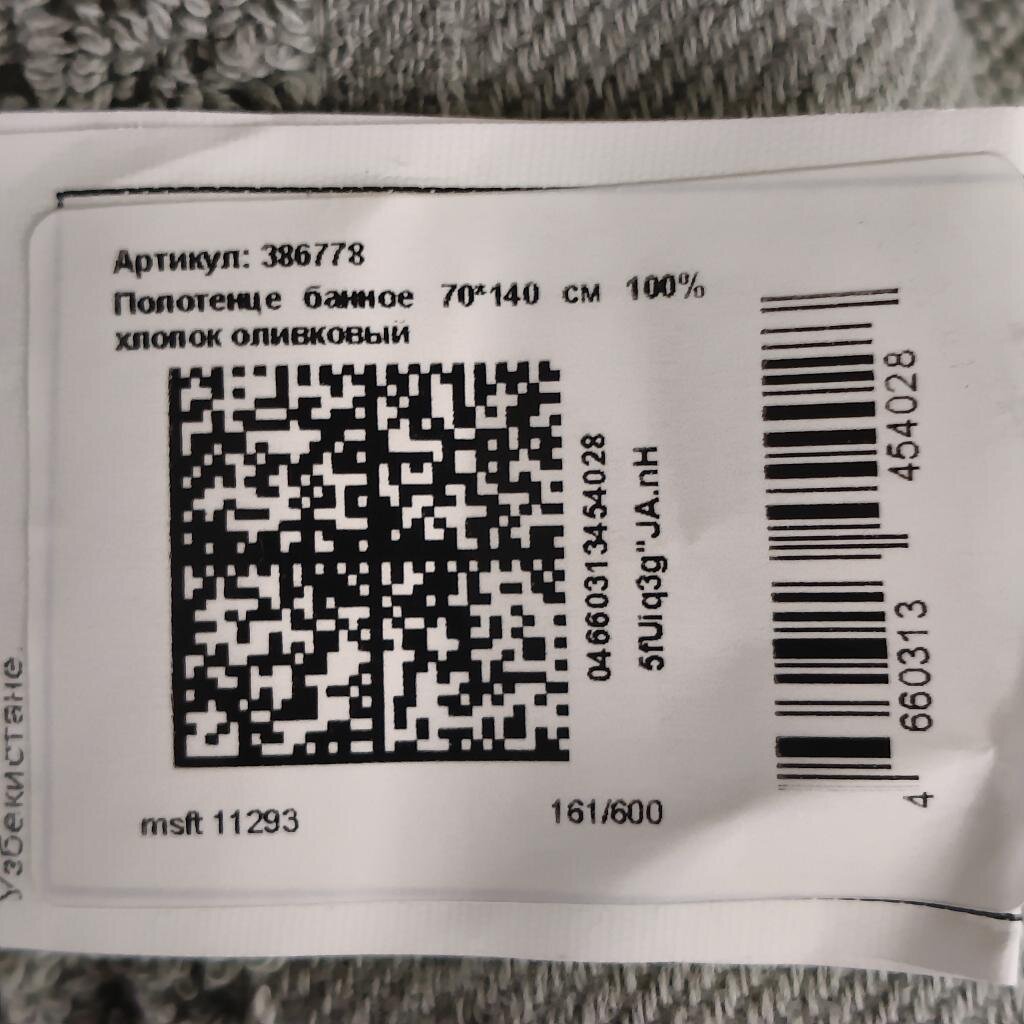 Артикул: 386778
Полотенце банное 70*140 см 100%
хлопок оливковый
04660313454028
5fUiq3g"JA.nH
4 660313 454028
msft 11293
161/600
Узбекистане.